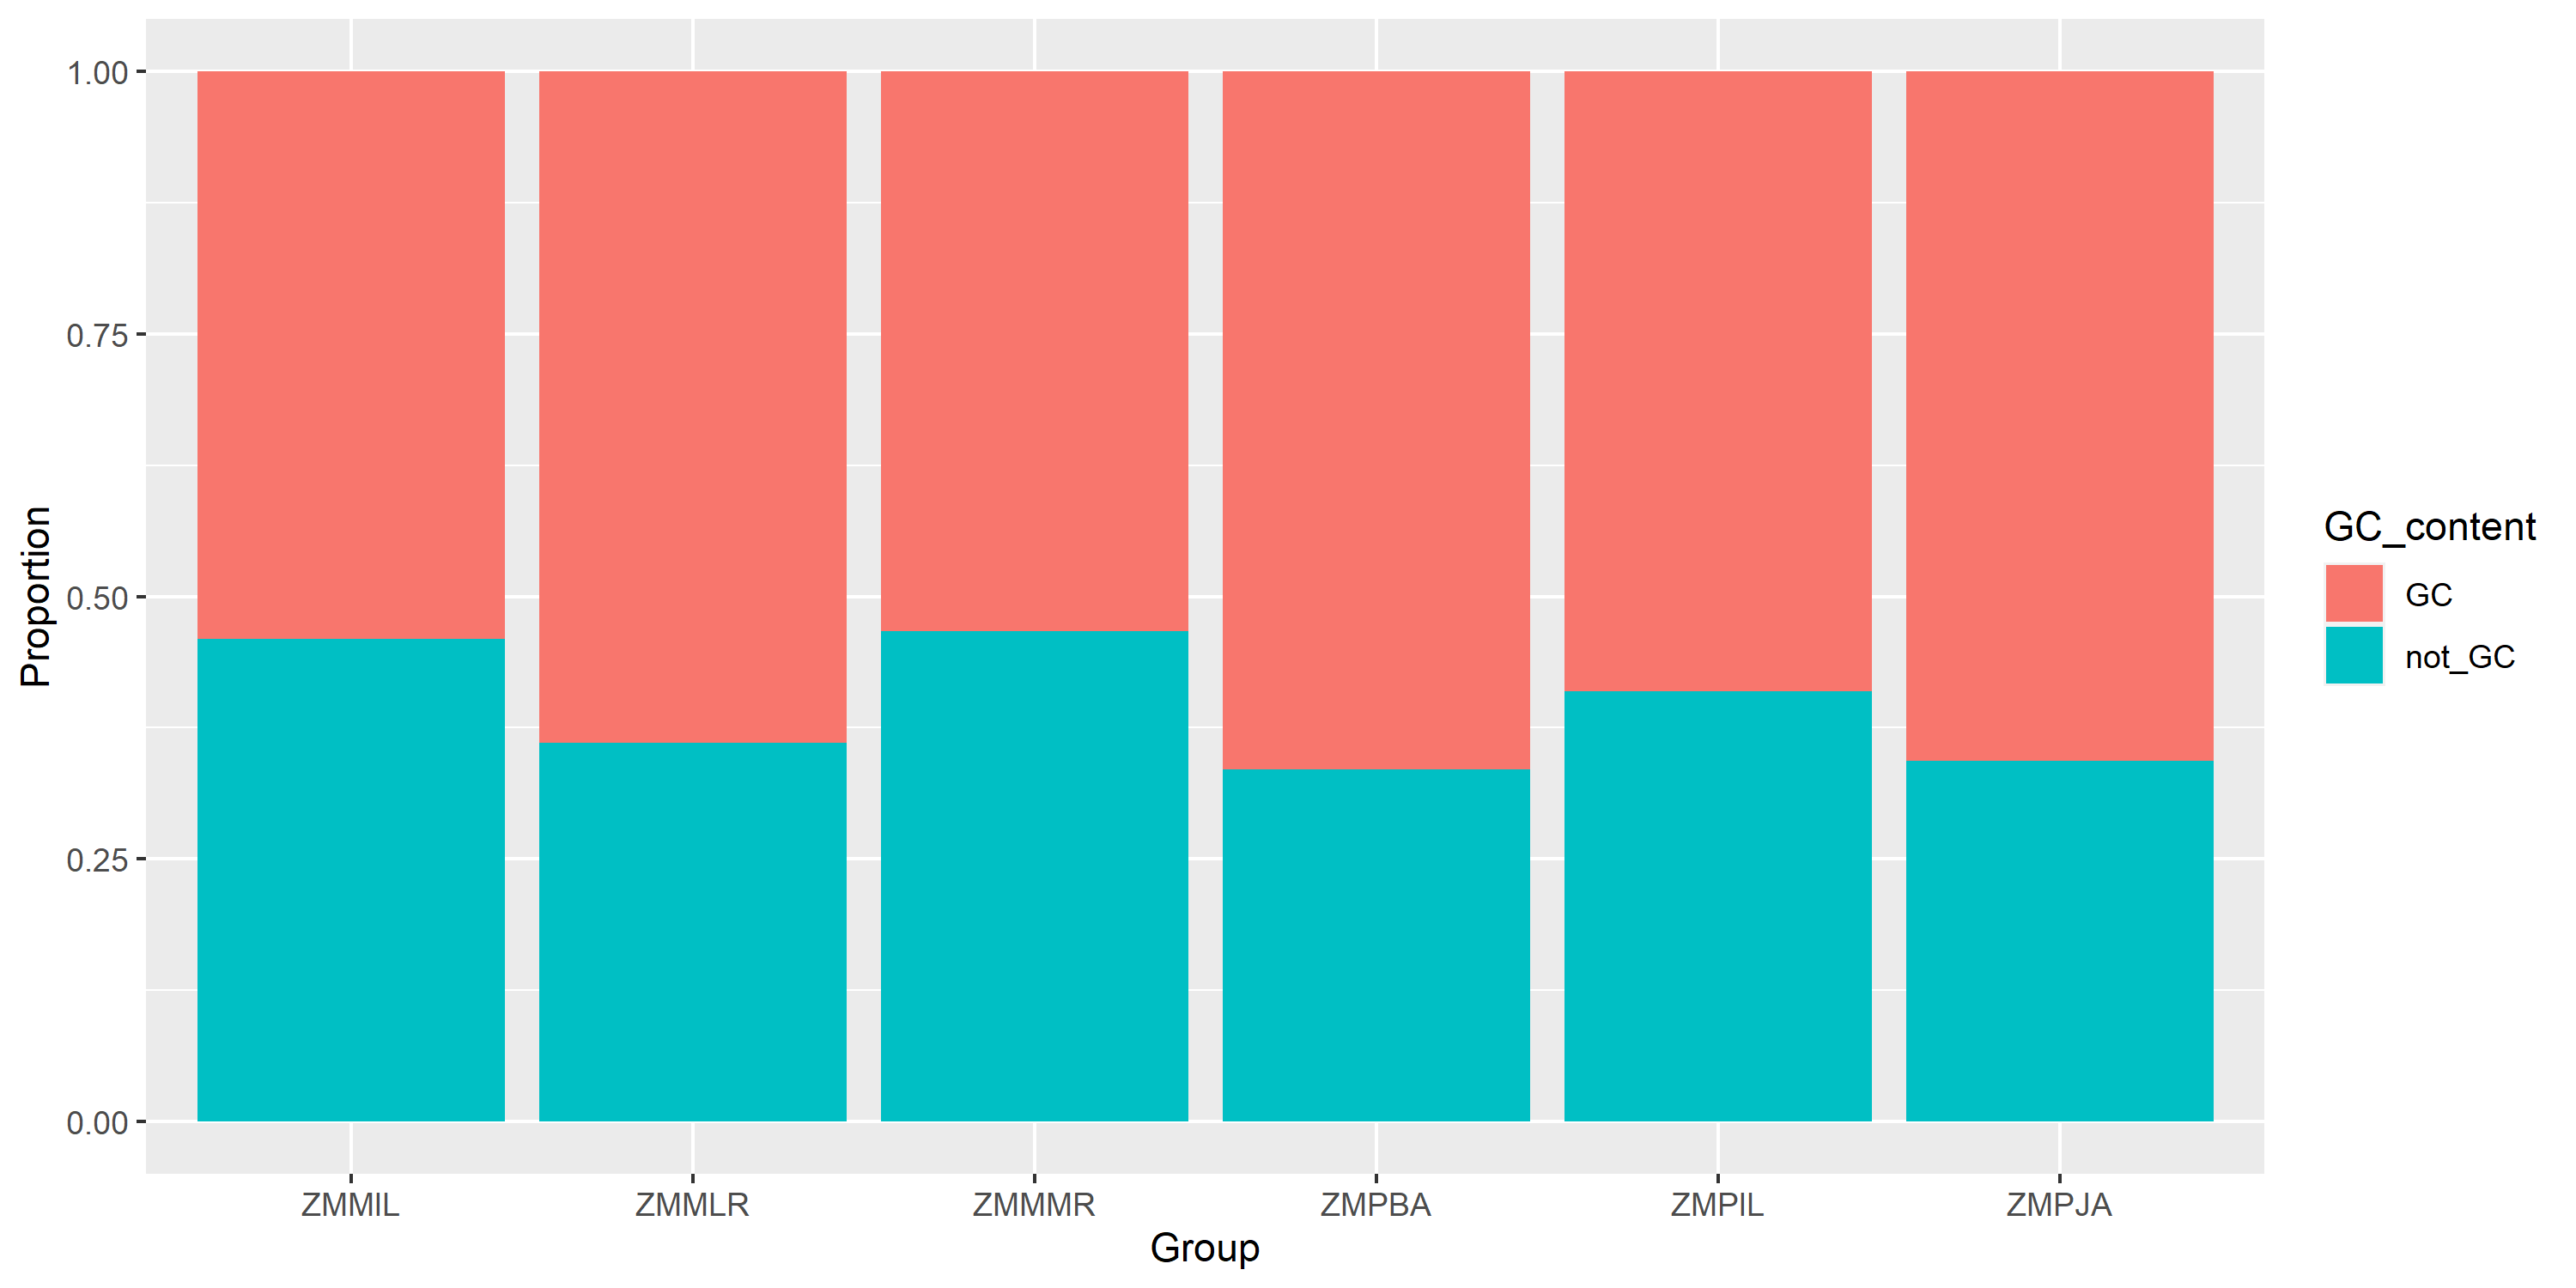 1.00
0.75
0.50
0.25
0.00
Proportion
ZMMIL ZMMLR ZMMMR ZMPBA ZMPIL ZMPJA
Group
GC_content
GC
not_GC